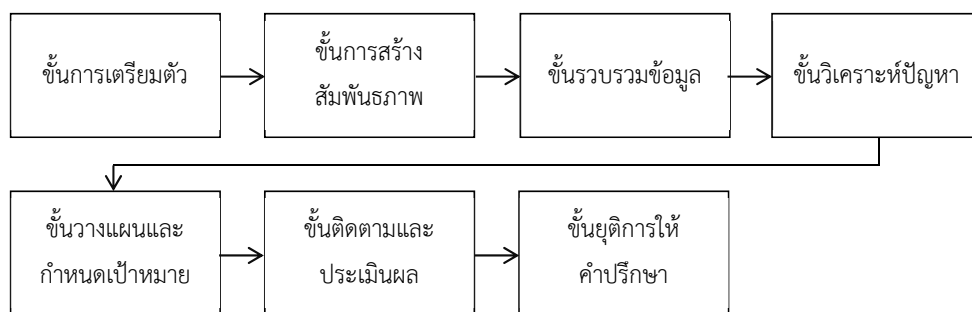 ขั้นการเตรียมตัว
ขั้นการสร้าง
สัมพันธภาพ
ขั้นรวบรวมข้อมูล
ขั้นวิเคราะห์ปัญหา
ขั้นวางแผนและ
กำหนดเป้าหมาย
ขั้นติดตามและ
ประเมินผล
ขั้นยุติการให้
คำปรึกษา